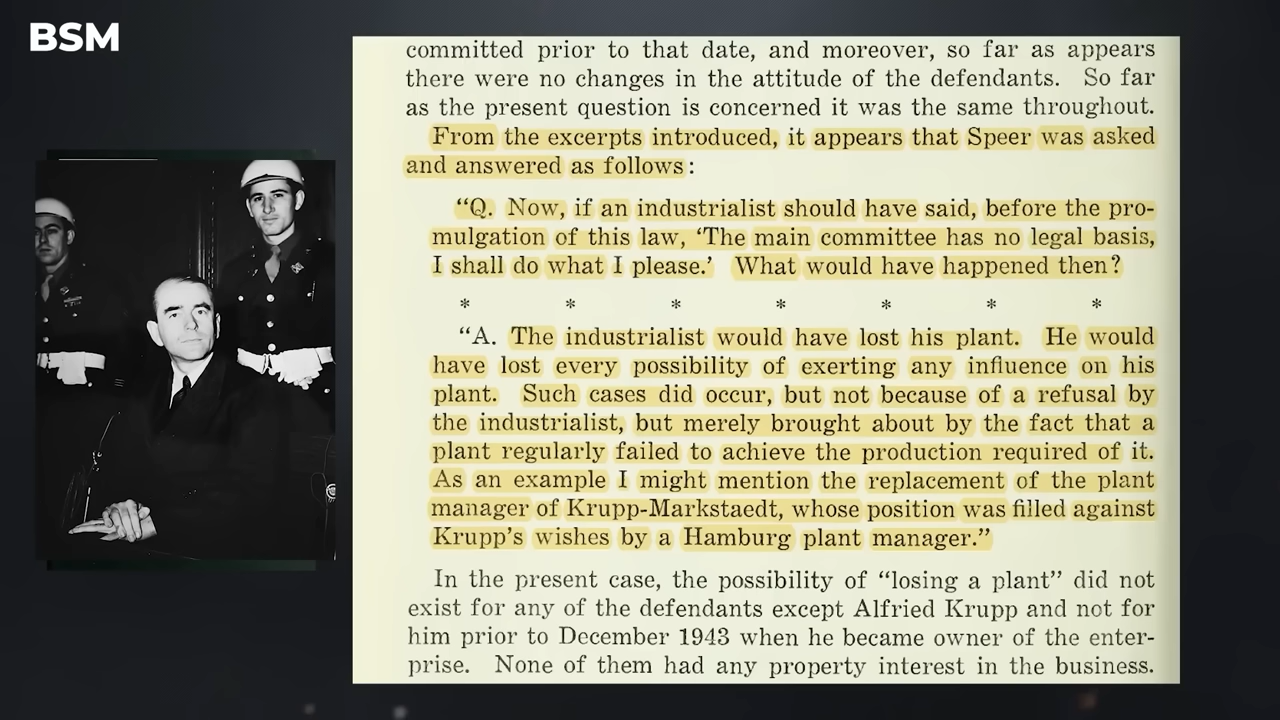 BSM
committed prior to that date, and moreover, so far as appears
there were no changes in the attitude of the defendants. So far
as the present question is concerned it was the same throughout.
From the excerpts introduced, it appears that Speer was asked
and answered as follows:
“Q. Now, if an industrialist should have said, before the pro-
mulgation of this law, ‘The main committee has no legal basis,
I shall do what I please.’ What would have happened then?
* * * * * * *
“A. The industrialist would have lost his plant. He would
have lost every possibility of exerting any influence on his
plant. Such cases did occur, but not because of a refusal by
the industrialist, but merely brought about by the fact that a
plant regularly failed to achieve the production required of it.
As an example I might mention the replacement of the plant
manager of Krupp-Markstaedt, whose position was filled against
Krupp’s wishes by a Hamburg plant manager.”
In the present case, the possibility of “losing a plant” did not
exist for any of the defendants except Alfried Krupp and not for
him prior to December 1943 when he became owner of the enter-
prise. None of them had any property interest in the business.